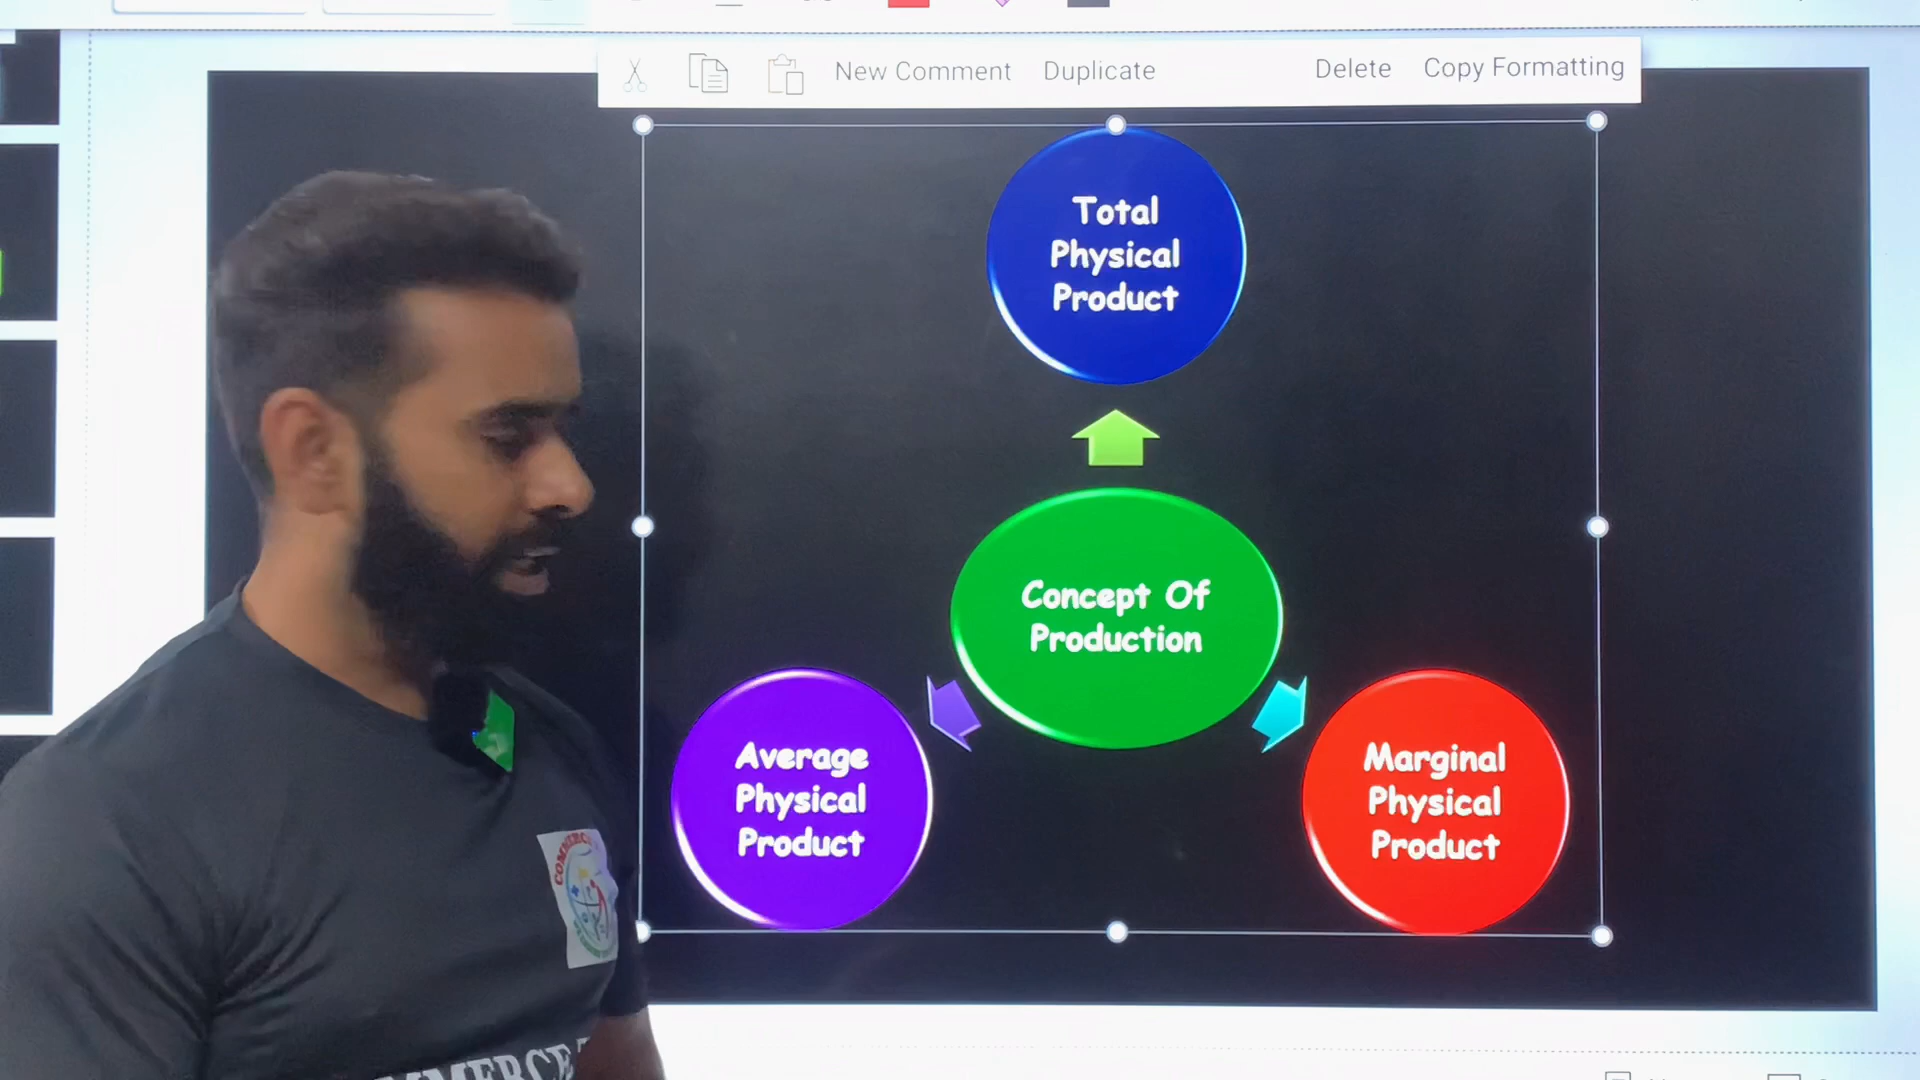 New Comment
Duplicate
Delete
Copy Formatting
Total
Physical
Product
Concept Of
Production
Average
Physical
Product
Marginal
Physical
Product